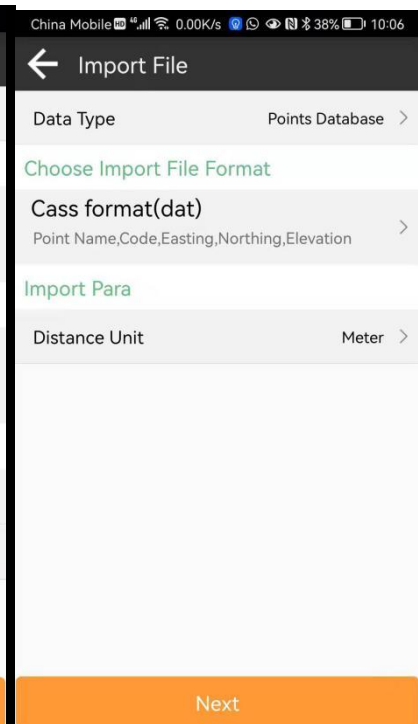 China Mobile HD 4G 0.00K/s 38% 10:06
Import File
Data Type Points Database
Choose Import File Format
Cass format(dat)
Point Name,Code,Easting,Northing,Elevation
Import Para
Distance Unit Meter
Next